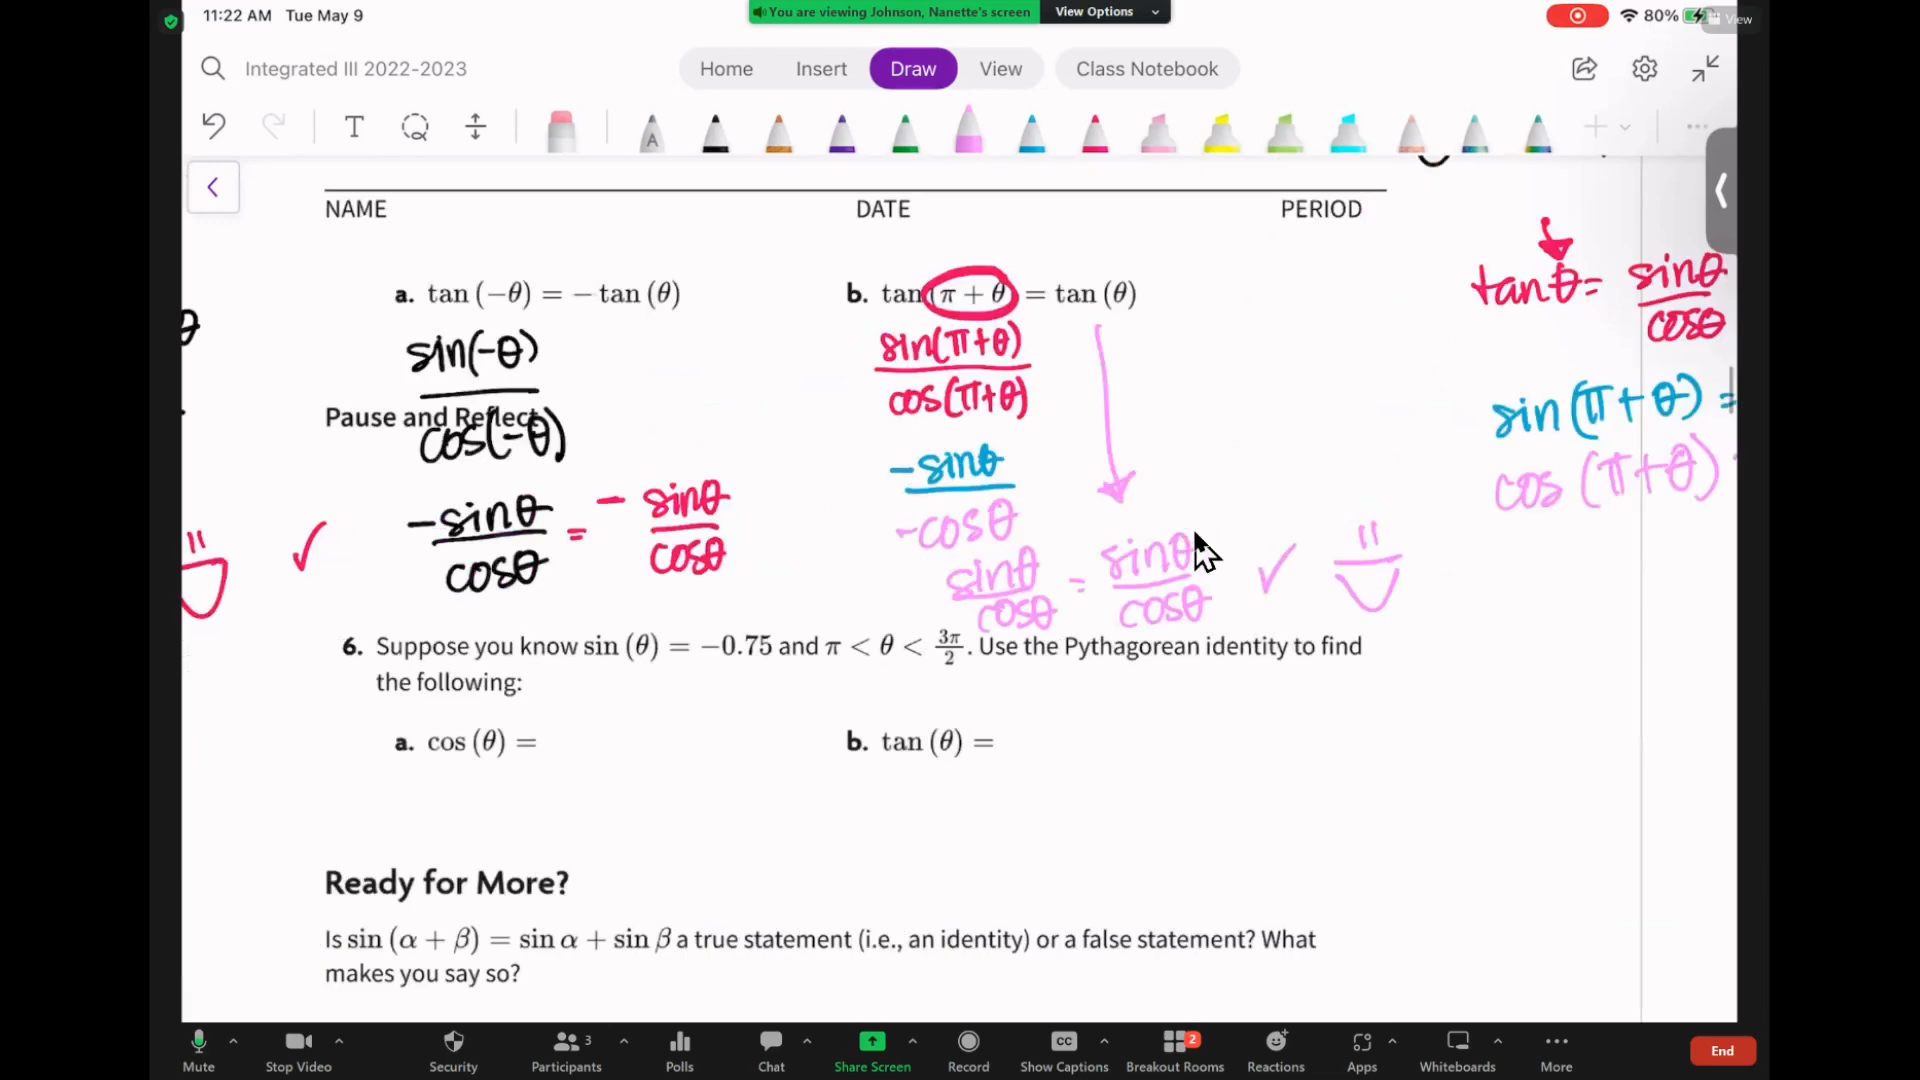 11:22 AM Tue May 9
You are viewing Johnson, Nanette's screen
View Options
80%
View
Integrated III 2022-2023
Home
Insert
Draw
View
Class Notebook
T
A
NAME DATE PERIOD
a. tan (−θ) = − tan (θ)
sin(-θ)
cos(-θ)
-sinθ
cosθ
= - sinθ
cosθ
✓
b. tan (π + θ) = tan (θ)
sin(π+θ)
cos(π+θ)
-sinθ
-cosθ
sinθ
cosθ
= sinθ
cosθ
✓
tanθ = sinθ
cosθ
sin(π+θ) =
cos (π+θ)
θ
Pause and Reflect
6. Suppose you know sin (θ) = −0.75 and π < θ < 3π/2. Use the Pythagorean identity to find
the following:
a. cos (θ) =
b. tan (θ) =
Ready for More?
Is sin (α + β) = sin α + sin β a true statement (i.e., an identity) or a false statement? What
makes you say so?
Mute
Stop Video
Security
3
Participants
Polls
Chat
Share Screen
Record
CC
Show Captions
2
Breakout Rooms
Reactions
Apps
Whiteboards
More
End